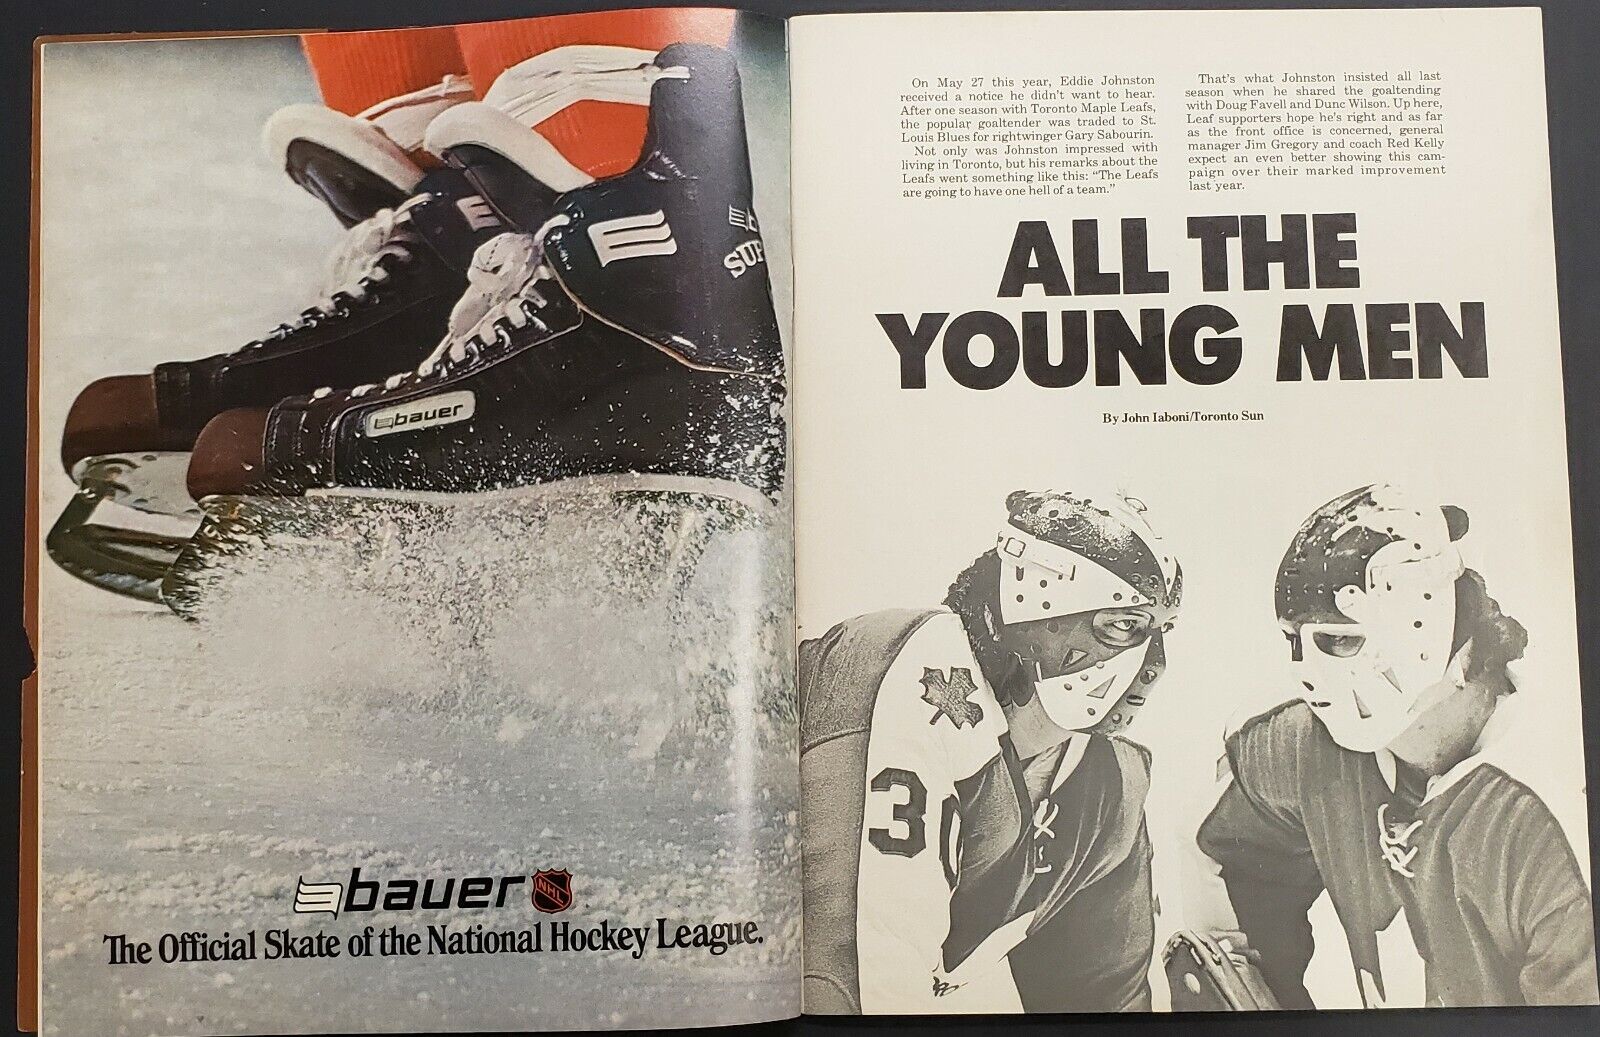 SUP
bauer
bauer NHL
The Official Skate of the National Hockey League.
On May 27 this year, Eddie Johnston
received a notice he didn't want to hear.
After one season with Toronto Maple Leafs,
the popular goaltender was traded to St.
Louis Blues for rightwinger Gary Sabourin.
Not only was Johnston impressed with
living in Toronto, but his remarks about the
Leafs went something like this: "The Leafs
are going to have one hell of a team."
That's what Johnston insisted all last
season when he shared the goaltending
with Doug Favell and Dunc Wilson. Up here,
Leaf supporters hope he's right and as far
as the front office is concerned, general
manager Jim Gregory and coach Red Kelly
expect an even better showing this cam-
paign over their marked improvement
last year.
ALL THE
YOUNG MEN
By John Iaboni/Toronto Sun
3